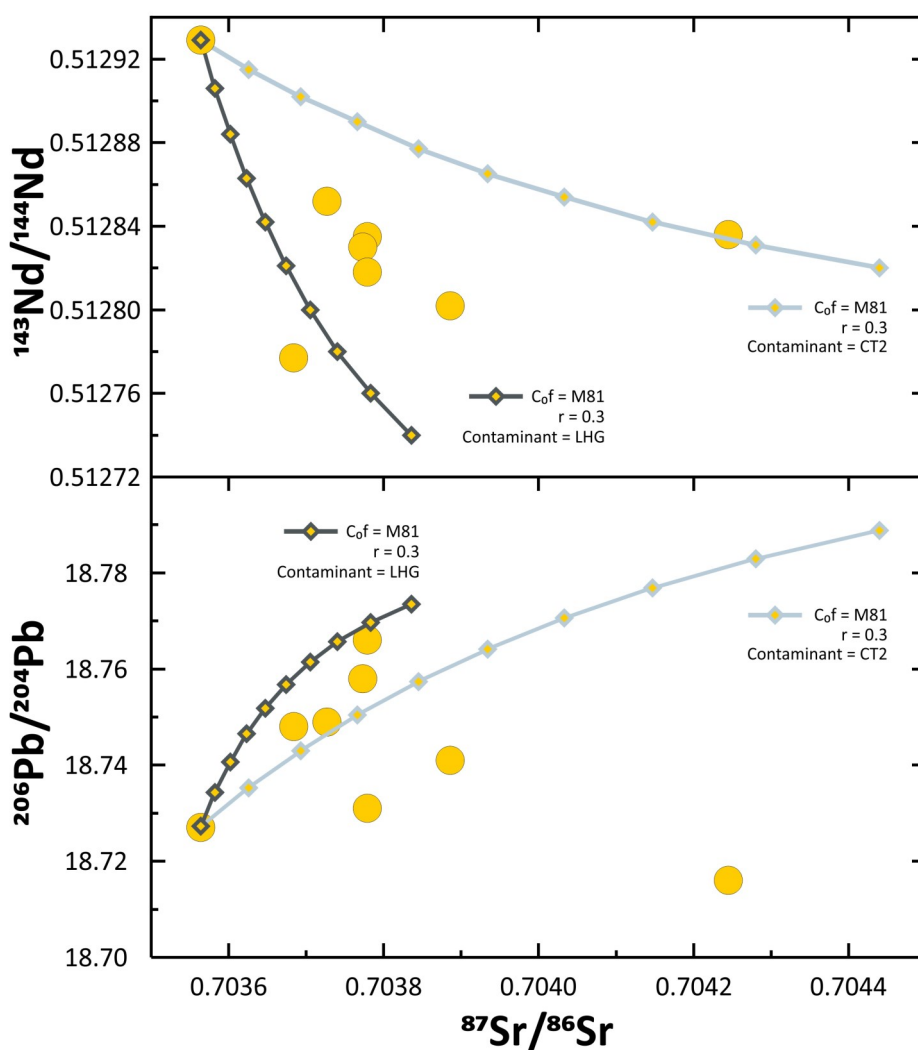 ¹⁴³Nd/¹⁴⁴Nd
0.51292
0.51288
0.51284
0.51280
0.51276
0.51272
C₀f = M81
r = 0.3
Contaminant = CT2
C₀f = M81
r = 0.3
Contaminant = LHG
²⁰⁶Pb/²⁰⁴Pb
18.78
18.76
18.74
18.72
18.70
C₀f = M81
r = 0.3
Contaminant = LHG
C₀f = M81
r = 0.3
Contaminant = CT2
0.7036 0.7038 0.7040 0.7042 0.7044
⁸⁷Sr/⁸⁶Sr